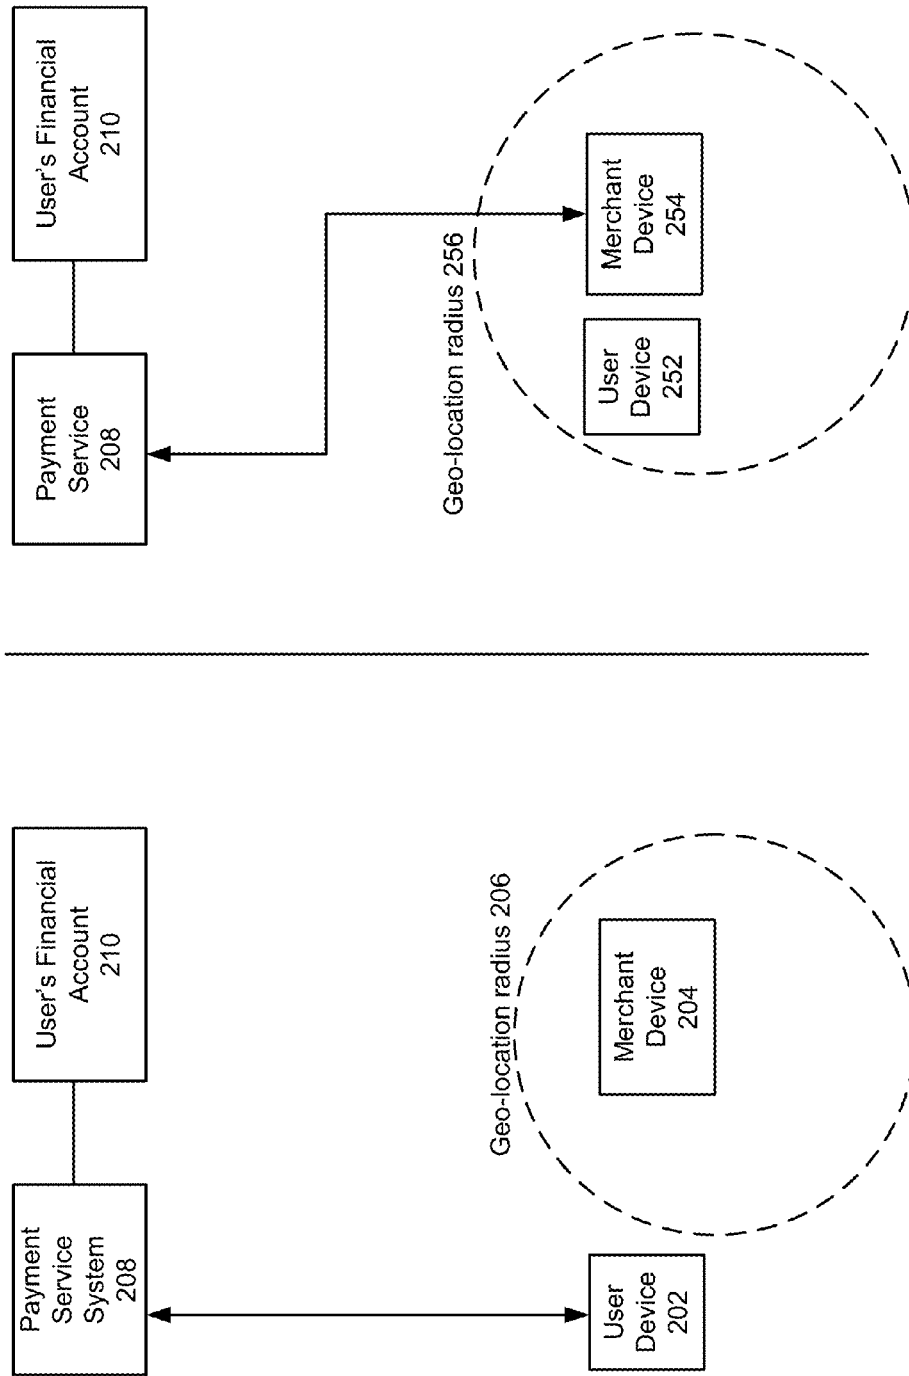 Payment
Service
System
208
User's Financial
Account
210
User
Device
202
Geo-location radius 206
Merchant
Device
204
Payment
Service
208
User's Financial
Account
210
Geo-location radius 256
User
Device
252
Merchant
Device
254